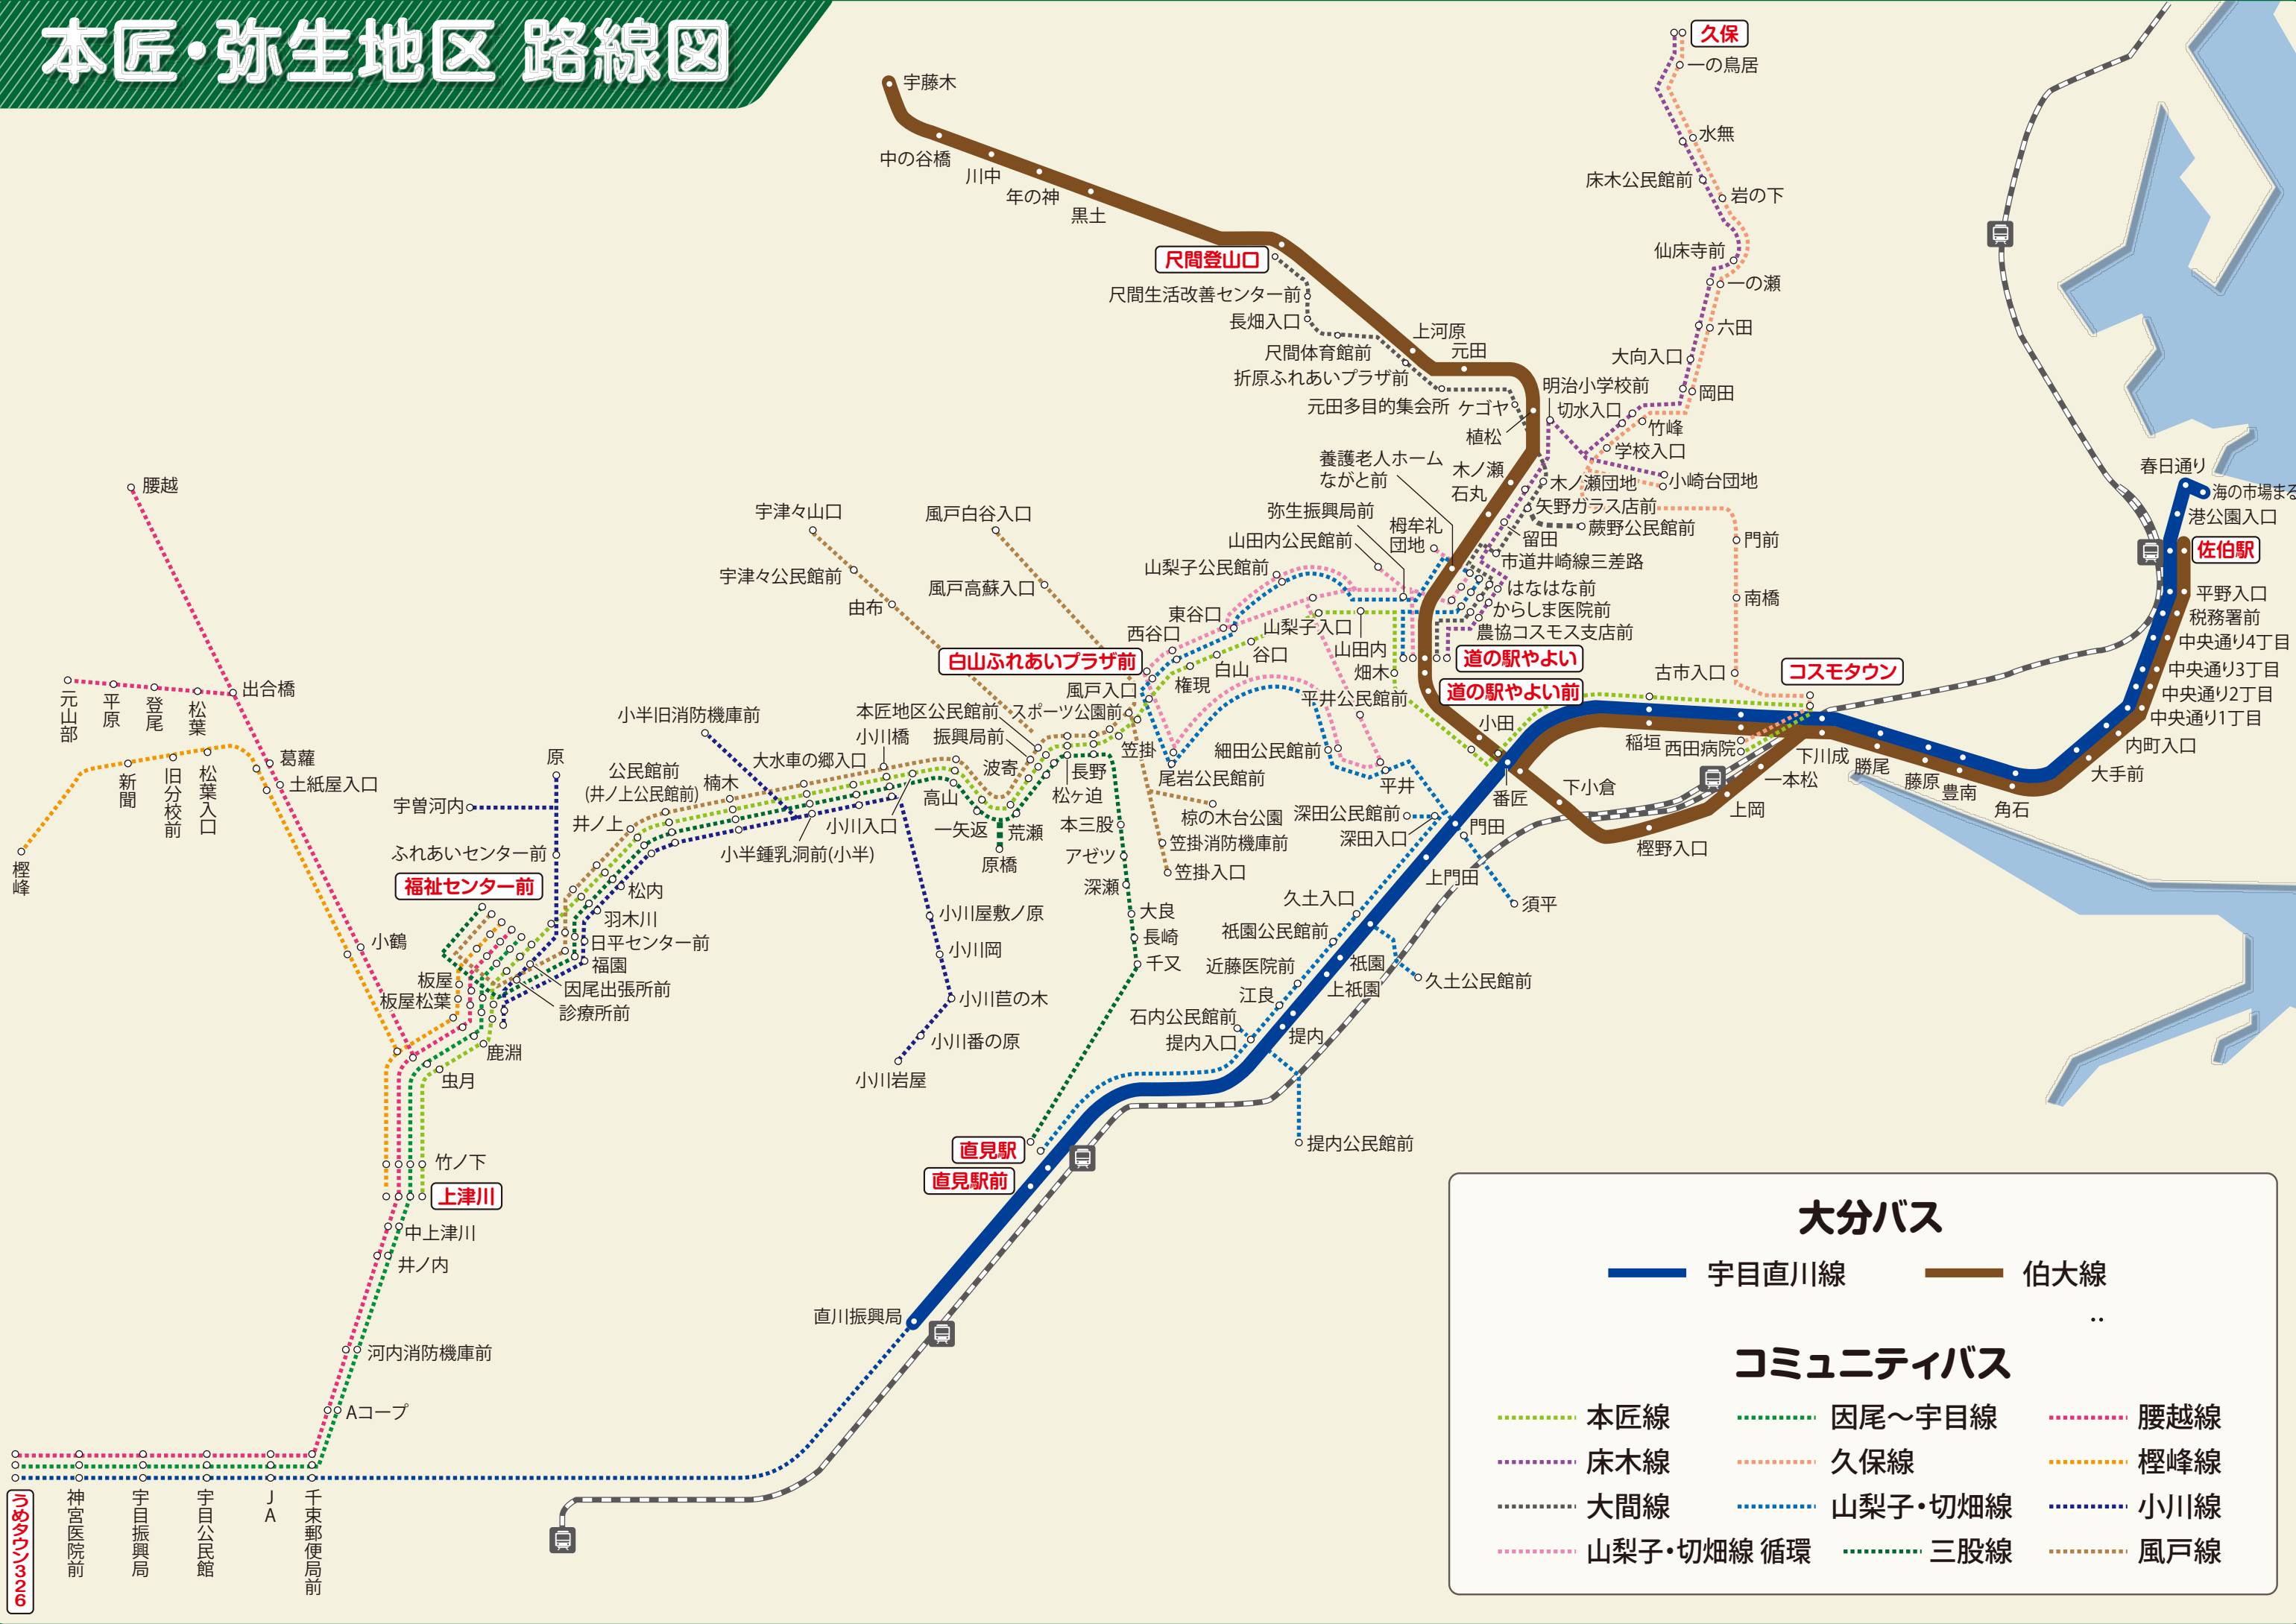 本匠・弥生地区 路線図
宇藤木
中の谷橋
川中
年の神
黒土
尺間登山口
尺間生活改善センター前
長畑入口
尺間体育館前
折原ふれあいプラザ前
元田多目的集会所
ケゴヤ
植松
上河原
元田
明治小学校前
切水入口
久保
一の鳥居
水無
床木公民館前
岩の下
仙床寺前
一の瀬
六田
大向入口
岡田
竹峰
学校入口
小崎台団地
木ノ瀬団地
矢野ガラス店前
蕨野公民館前
木ノ瀬
石丸
留田
市道井崎線三差路
はなはな前
からしま医院前
農協コスモス支店前
道の駅やよい
道の駅やよい前
養護老人ホーム
ながと前
弥生振興局前
栂牟礼
団地
山田内公民館前
山梨子公民館前
東谷口
西谷口
山梨子入口
山田内
畑木
谷口
白山
権現
白山ふれあいプラザ前
風戸入口
スポーツ公園前
本匠地区公民館前
振興局前
小川橋
大水車の郷入口
波寄
長野
松ヶ迫
笠掛
尾岩公民館前
細田公民館前
平井公民館前
平井
椋の木台公園
笠掛消防機庫前
笠掛入口
門前
南橋
古市入口
コスモタウン
小田
稲垣
西田病院
下川成
勝尾
藤原
豊南
角石
大手前
内町入口
中央通り1丁目
中央通り2丁目
中央通り3丁目
中央通り4丁目
税務署前
平野入口
佐伯駅
港公園入口
海の市場まる
春日通り
番匠
下小倉
樫野入口
上岡
一本松
深田公民館前
深田入口
門田
上門田
須平
久土入口
祇園公民館前
近藤医院前
祇園
上祇園
久土公民館前
江良
石内公民館前
提内入口
提内
提内公民館前
直見駅
直見駅前
直川振興局
宇津々山口
宇津々公民館前
由布
風戸白谷入口
風戸高蘇入口
小半旧消防機庫前
公民館前
(井ノ上公民館前)
楠木
井ノ上
小半鍾乳洞前(小半)
小川入口
高山
一矢返
荒瀬
原橋
本三股
アゼツ
深瀬
大良
長崎
千又
小川屋敷ノ原
小川岡
小川苣の木
小川番の原
小川岩屋
原
宇曽河内
ふれあいセンター前
福祉センター前
松内
羽木川
日平センター前
福園
因尾出張所前
診療所前
板屋
板屋松葉
鹿淵
虫月
竹ノ下
上津川
中上津川
井ノ内
河内消防機庫前
Aコープ
腰越
出合橋
元山部
平原
登尾
松葉
葛蘿
土紙屋入口
新聞
旧分校前
松葉入口
樫峰
小鶴
うめタウン326
神宮医院前
宇目振興局
宇目公民館
JA
千束郵便局前
大分バス
宇目直川線
伯大線
コミュニティバス
本匠線
因尾〜宇目線
腰越線
床木線
久保線
樫峰線
大間線
山梨子・切畑線
小川線
山梨子・切畑線 循環
三股線
風戸線